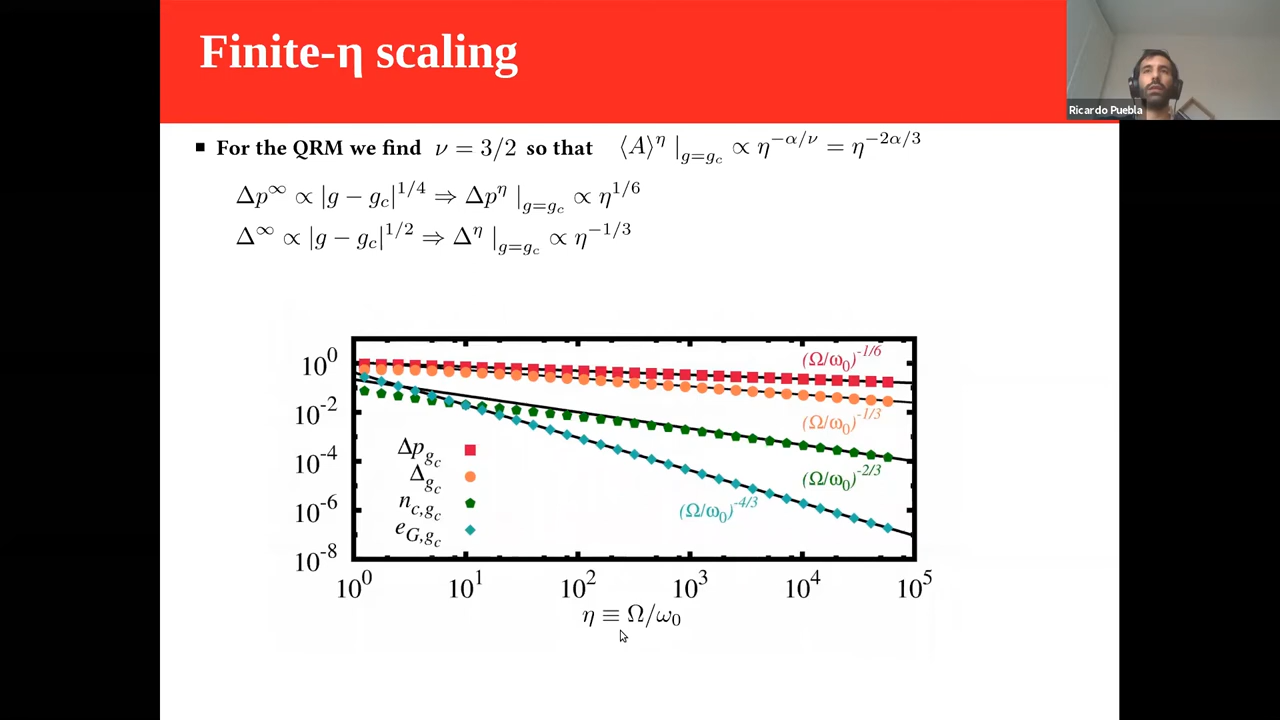 Finite-η scaling
Ricardo Puebla
■ For the QRM we find ν = 3/2 so that ⟨A⟩^η |_{g=g_c} ∝ η^{−α/ν} = η^{−2α/3}
Δp^∞ ∝ |g − g_c|^{1/4} ⇒ Δp^η |_{g=g_c} ∝ η^{1/6}
Δ^∞ ∝ |g − g_c|^{1/2} ⇒ Δ^η |_{g=g_c} ∝ η^{−1/3}
(Ω/ω_0)^{-1/6}
10^0
10^{-2}
(Ω/ω_0)^{-1/3}
Δp_{g_c}
10^{-4}
Δ_{g_c}
(Ω/ω_0)^{-2/3}
n_{c,g_c}
10^{-6}
(Ω/ω_0)^{-4/3}
e_{G,g_c}
10^{-8}
10^0 10^1 10^2 10^3 10^4 10^5
η ≡ Ω/ω_0